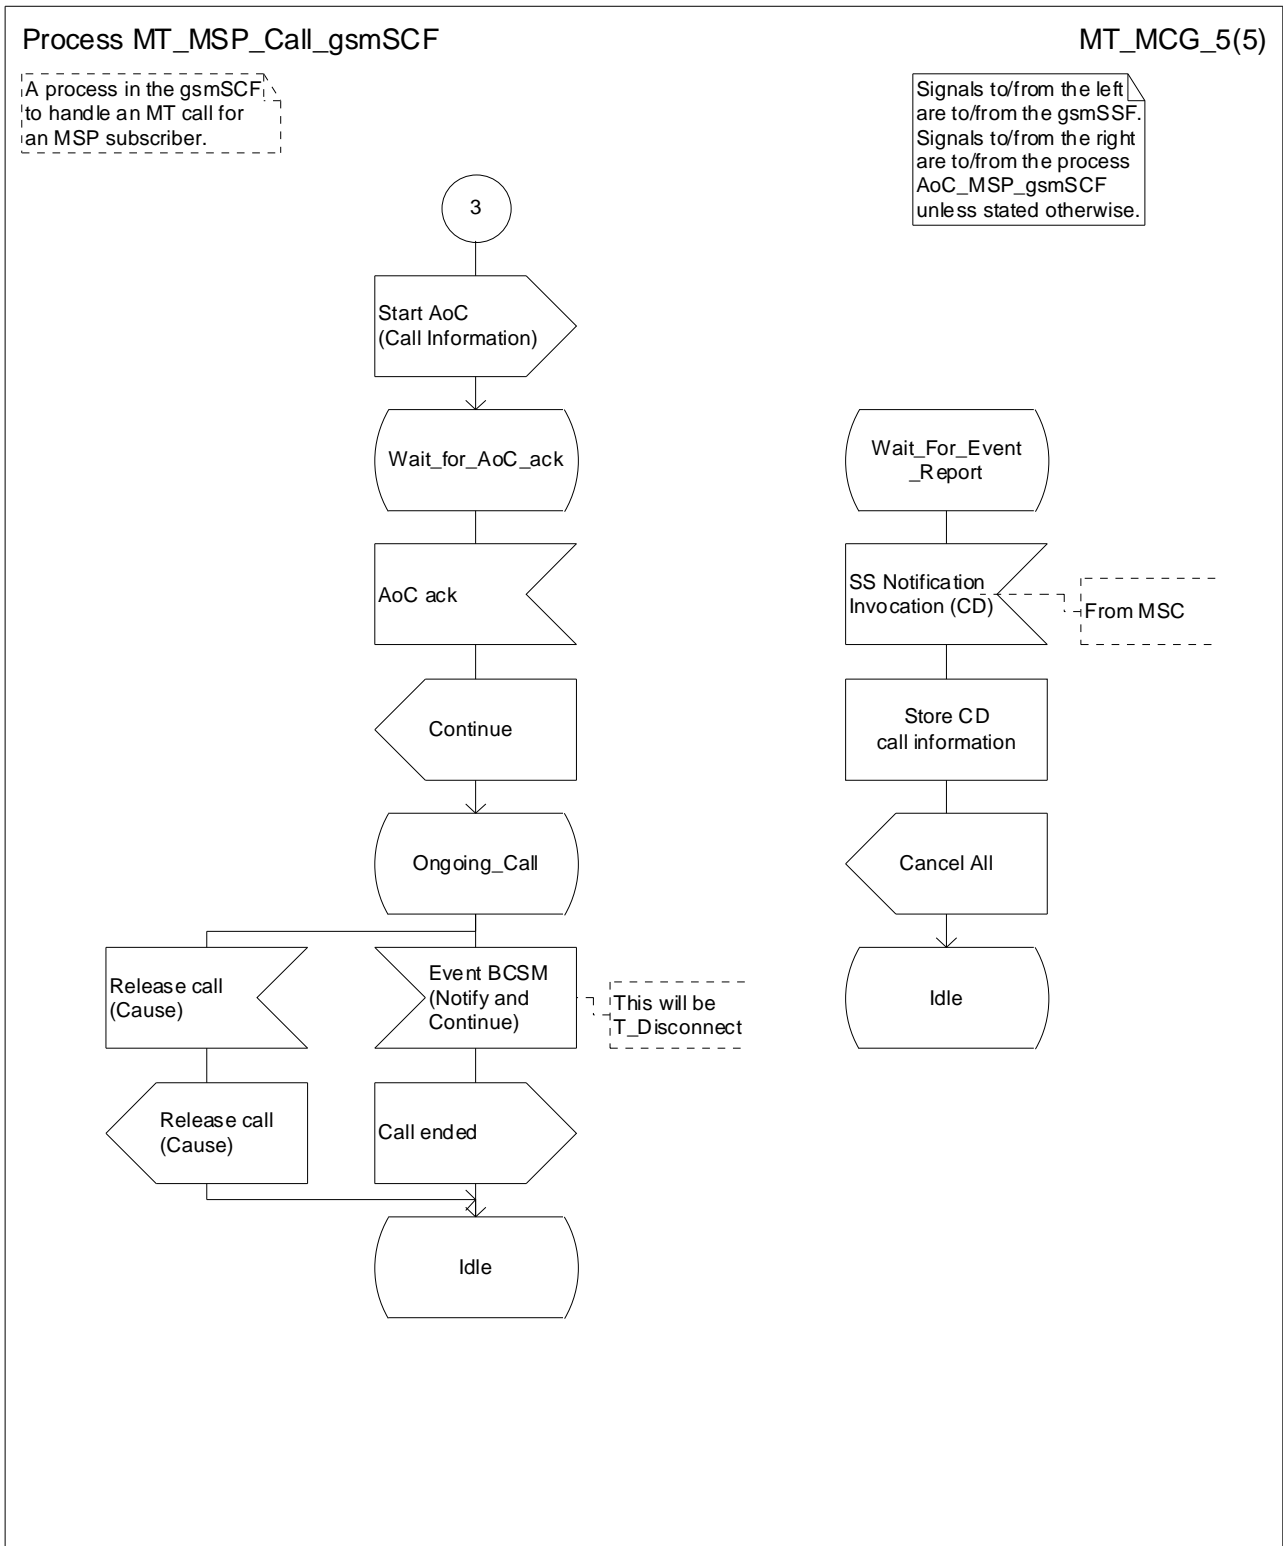 Process MT_MSP_Call_gsmSCF
MT_MCG_5(5)
A process in the gsmSCF
to handle an MT call for
an MSP subscriber.
Signals to/from the left
are to/from the gsmSSF.
Signals to/from the right
are to/from the process
AoC_MSP_gsmSCF
unless stated otherwise.
3
Start AoC
(Call Information)
Wait_for_AoC_ack
AoC ack
Continue
Ongoing_Call
Release call
(Cause)
Event BCSM
(Notify and
Continue)
This will be
T_Disconnect
Release call
(Cause)
Call ended
Idle
Wait_For_Event
_Report
SS Notification
Invocation (CD)
From MSC
Store CD
call information
Cancel All
Idle